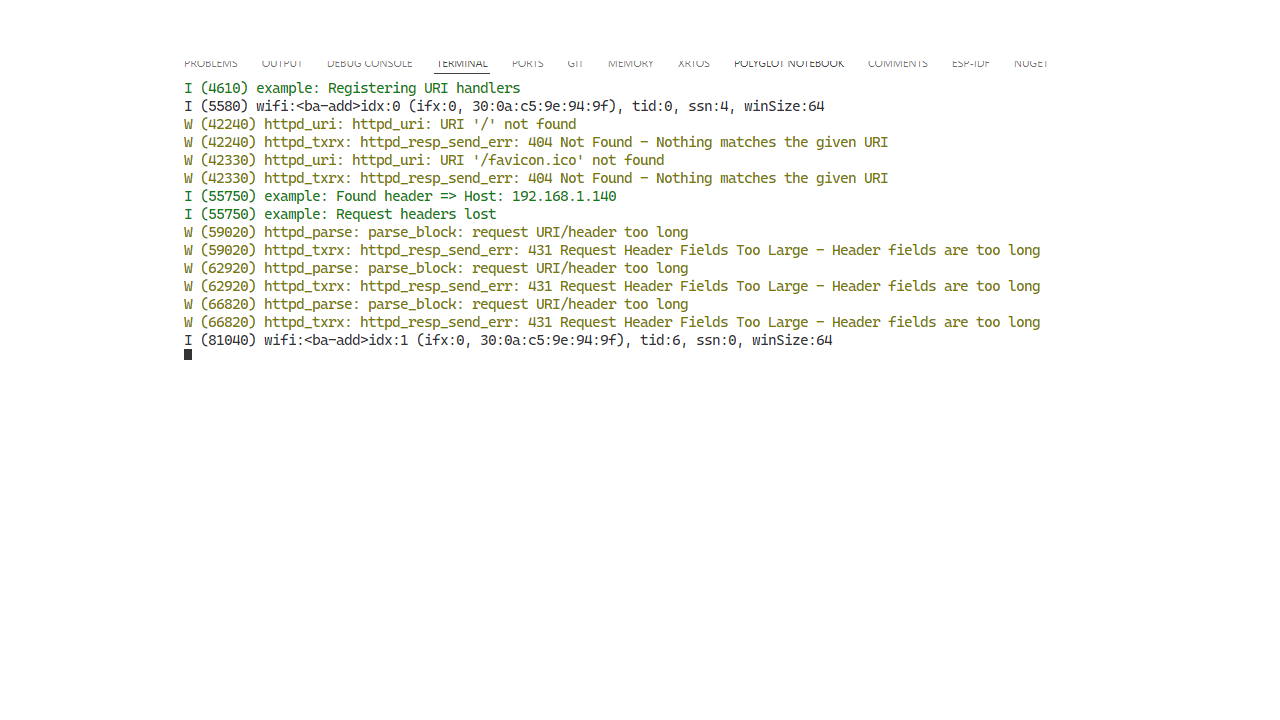 PROBLEMS OUTPUT DEBUG CONSOLE TERMINAL PORTS GIT MEMORY XRTOS POLYGLOT NOTEBOOK COMMENTS ESP-IDF NUGET
I (4610) example: Registering URI handlers
I (5580) wifi:<ba-add>idx:0 (ifx:0, 30:0a:c5:9e:94:9f), tid:0, ssn:4, winSize:64
W (42240) httpd_uri: httpd_uri: URI '/' not found
W (42240) httpd_txrx: httpd_resp_send_err: 404 Not Found - Nothing matches the given URI
W (42330) httpd_uri: httpd_uri: URI '/favicon.ico' not found
W (42330) httpd_txrx: httpd_resp_send_err: 404 Not Found - Nothing matches the given URI
I (55750) example: Found header => Host: 192.168.1.140
I (55750) example: Request headers lost
W (59020) httpd_parse: parse_block: request URI/header too long
W (59020) httpd_txrx: httpd_resp_send_err: 431 Request Header Fields Too Large - Header fields are too long
W (62920) httpd_parse: parse_block: request URI/header too long
W (62920) httpd_txrx: httpd_resp_send_err: 431 Request Header Fields Too Large - Header fields are too long
W (66820) httpd_parse: parse_block: request URI/header too long
W (66820) httpd_txrx: httpd_resp_send_err: 431 Request Header Fields Too Large - Header fields are too long
I (81040) wifi:<ba-add>idx:1 (ifx:0, 30:0a:c5:9e:94:9f), tid:6, ssn:0, winSize:64